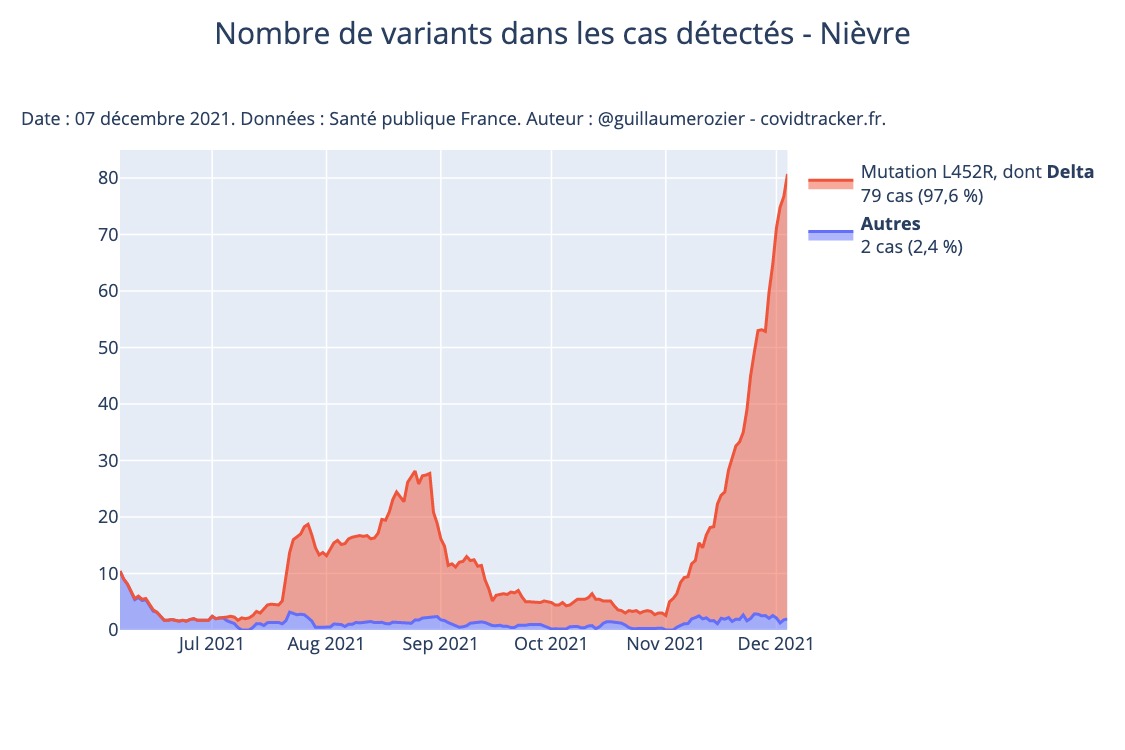 Nombre de variants dans les cas détectés - Nièvre
Date : 07 décembre 2021. Données : Santé publique France. Auteur : @guillaumerozier - covidtracker.fr.
Mutation L452R, dont Delta
79 cas (97,6 %)
Autres
2 cas (2,4 %)
80
70
60
50
40
30
20
10
0
Jul 2021 Aug 2021 Sep 2021 Oct 2021 Nov 2021 Dec 2021